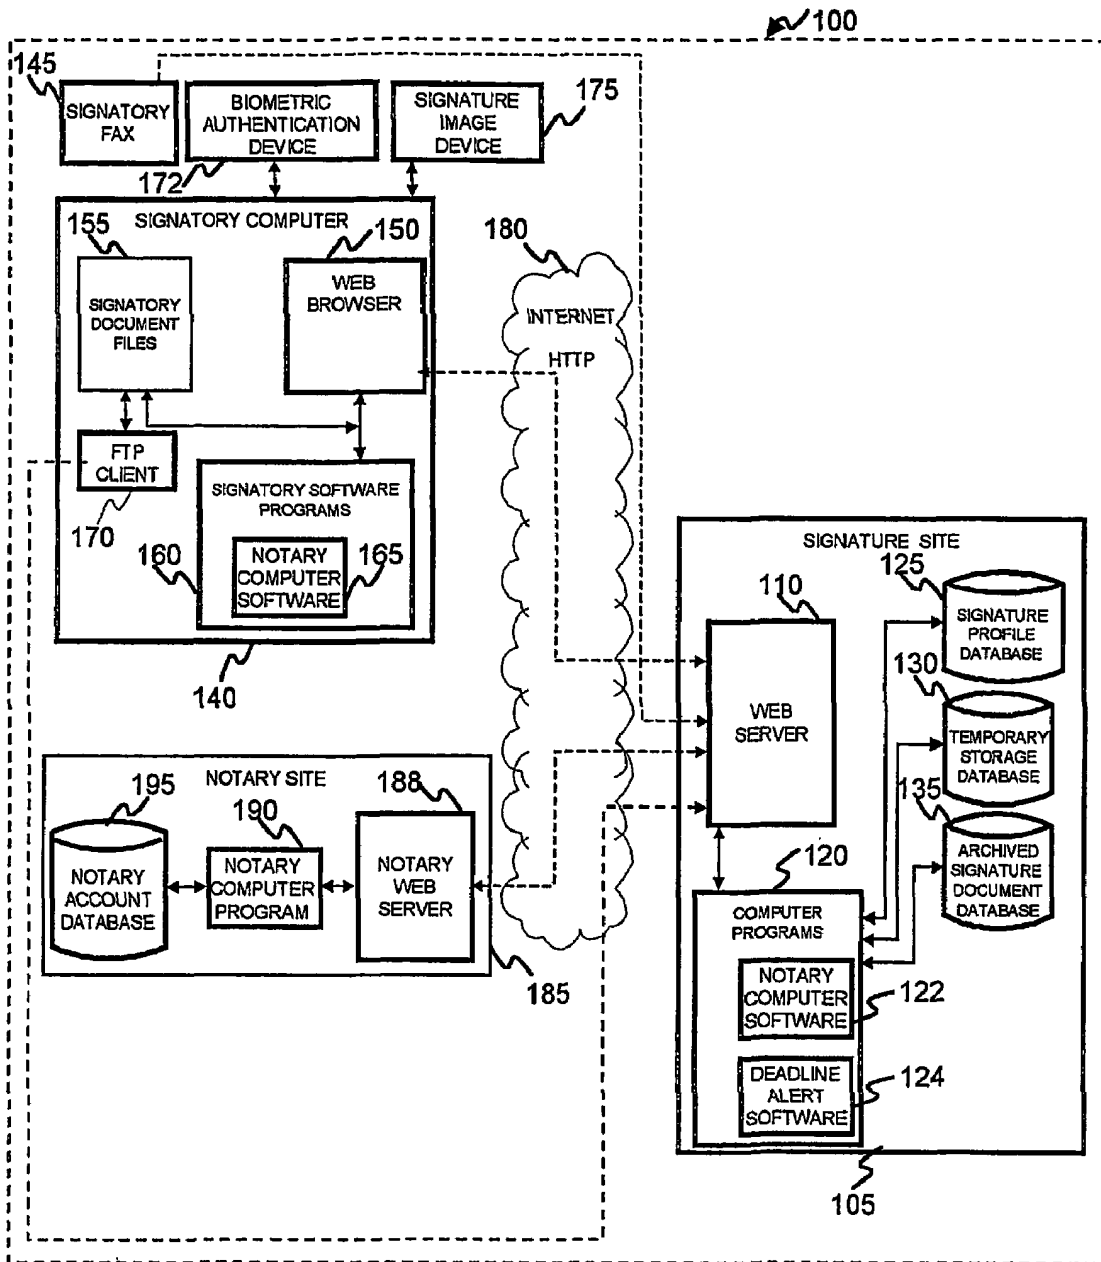 100
145
SIGNATORY
FAX
BIOMETRIC
AUTHENTICATION
DEVICE
172
SIGNATURE
IMAGE
DEVICE
175
SIGNATORY COMPUTER
155
150
SIGNATORY
DOCUMENT
FILES
WEB
BROWSER
180
INTERNET
HTTP
FTP
CLIENT
170
SIGNATORY SOFTWARE
PROGRAMS
160
NOTARY
COMPUTER
SOFTWARE
165
140
SIGNATURE SITE
110
WEB
SERVER
125
SIGNATURE
PROFILE
DATABASE
130
TEMPORARY
STORAGE
DATABASE
135
ARCHIVED
SIGNATURE
DOCUMENT
DATABASE
120
COMPUTER
PROGRAMS
NOTARY
COMPUTER
SOFTWARE
122
DEADLINE
ALERT
SOFTWARE
124
105
NOTARY SITE
195
NOTARY
ACCOUNT
DATABASE
190
NOTARY
COMPUTER
PROGRAM
188
NOTARY
WEB
SERVER
185